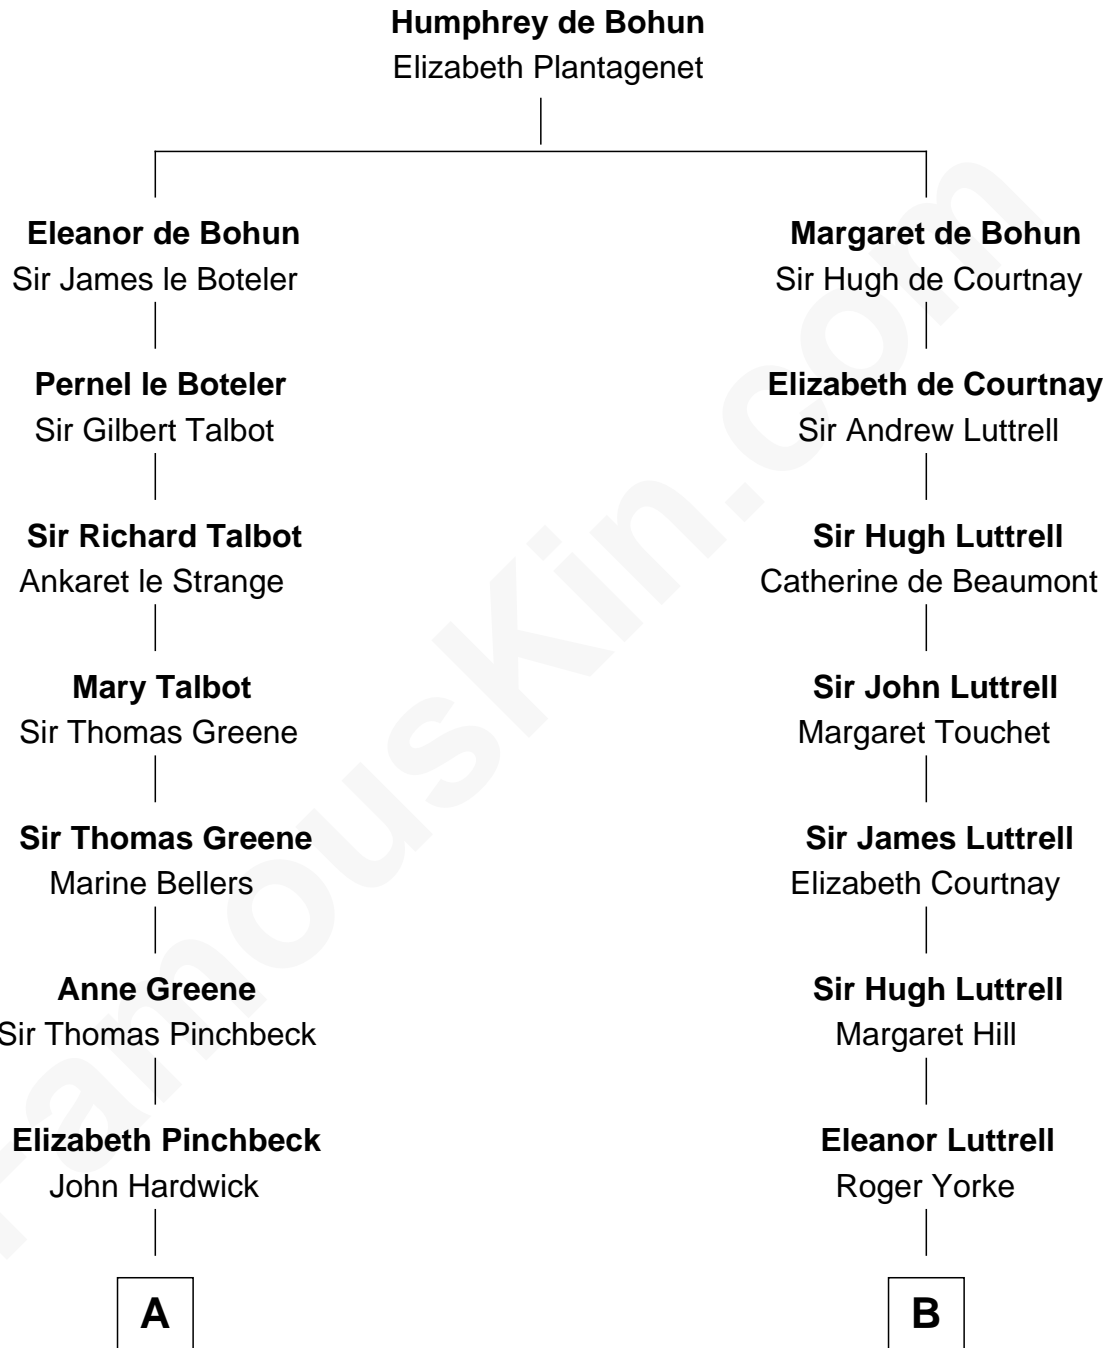 Humphrey de Bohun
Elizabeth Plantagenet
Eleanor de Bohun
Sir James le Boteler
Margaret de Bohun
Sir Hugh de Courtnay
Pernel le Boteler
Sir Gilbert Talbot
Elizabeth de Courtnay
Sir Andrew Luttrell
Sir Richard Talbot
Ankaret le Strange
Sir Hugh Luttrell
Catherine de Beaumont
Mary Talbot
Sir Thomas Greene
Sir John Luttrell
Margaret Touchet
Sir Thomas Greene
Marine Bellers
Sir James Luttrell
Elizabeth Courtnay
Anne Greene
Sir Thomas Pinchbeck
Sir Hugh Luttrell
Margaret Hill
Elizabeth Pinchbeck
John Hardwick
Eleanor Luttrell
Roger Yorke
A
B
FamousKin.com